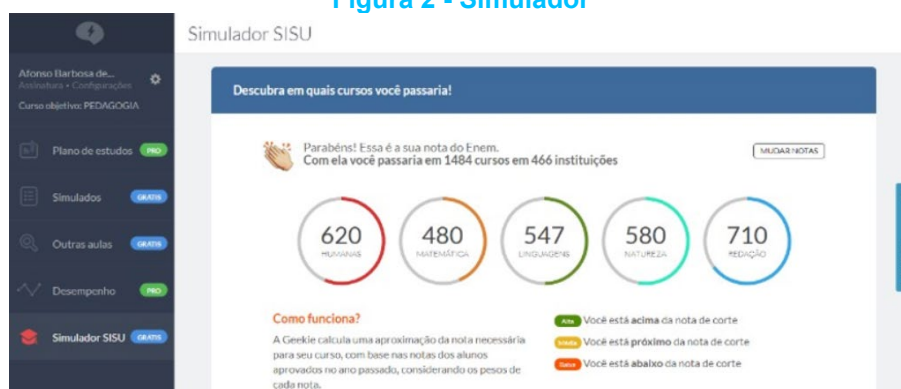 Figura 2 - Simulador
Simulador SISU
Afonso Barbosa de...
Assinatura • Configurações
Curso objetivo: PEDAGOGIA
Plano de estudos PRO
Simulados GRÁTIS
Outras aulas GRÁTIS
Desempenho PRO
Simulador SISU GRÁTIS
Descubra em quais cursos você passaria!
Parabéns! Essa é a sua nota do Enem.
Com ela você passaria em 1484 cursos em 466 instituições
MUDAR NOTAS
620
HUMANAS
480
MATEMÁTICA
547
LINGUAGENS
580
NATUREZA
710
REDAÇÃO
Como funciona?
A Geekie calcula uma aproximação da nota necessária
para seu curso, com base nas notas dos alunos
aprovados no ano passado, considerando os pesos de
cada nota.
Alta Você está acima da nota de corte
Média Você está próximo da nota de corte
Baixa Você está abaixo da nota de corte